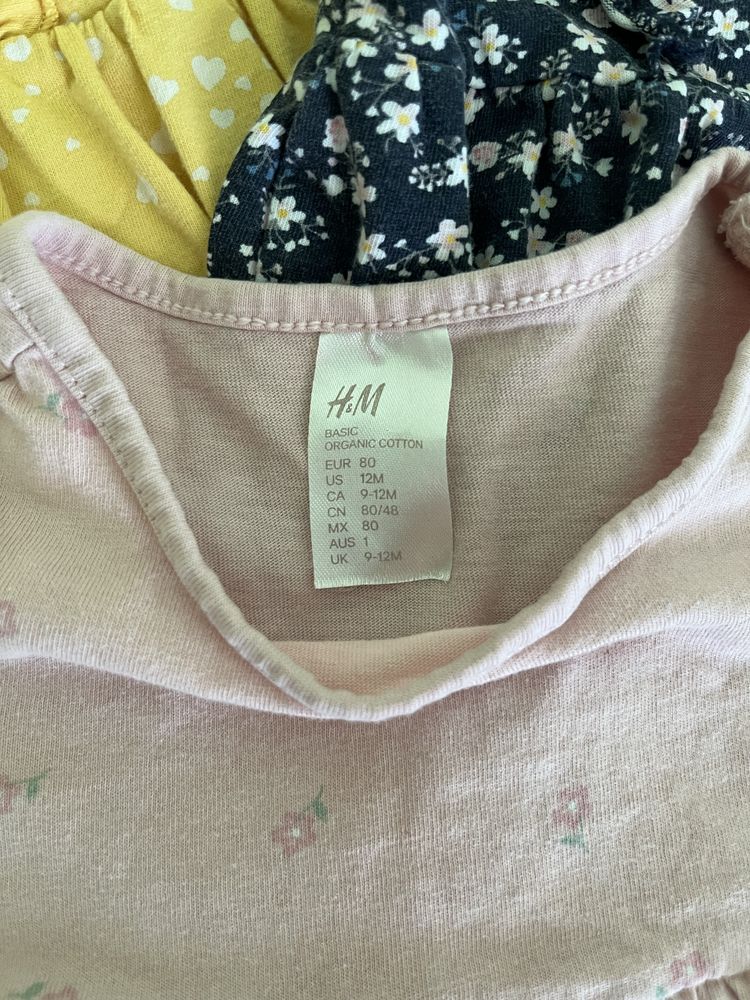 H&M
BASIC
ORGANIC COTTON
EUR 80
US 12M
CA 9-12M
CN 80/48
MX 80
AUS 1
UK 9-12M